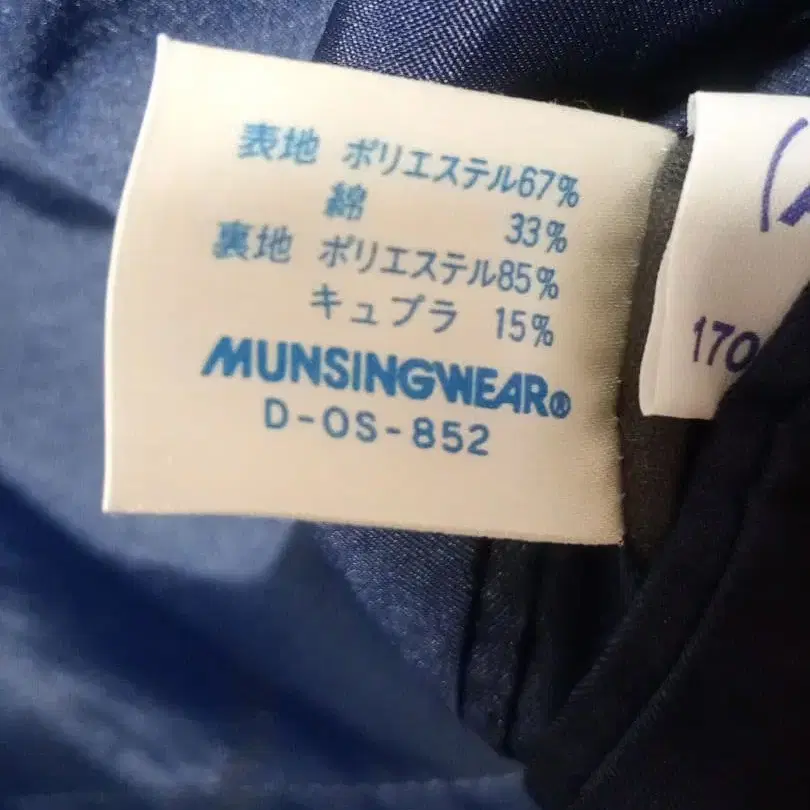 表地 ポリエステル67%
綿 33%
裏地 ポリエステル85%
キュプラ 15%
MUNSINGWEAR®
D-OS-852
170